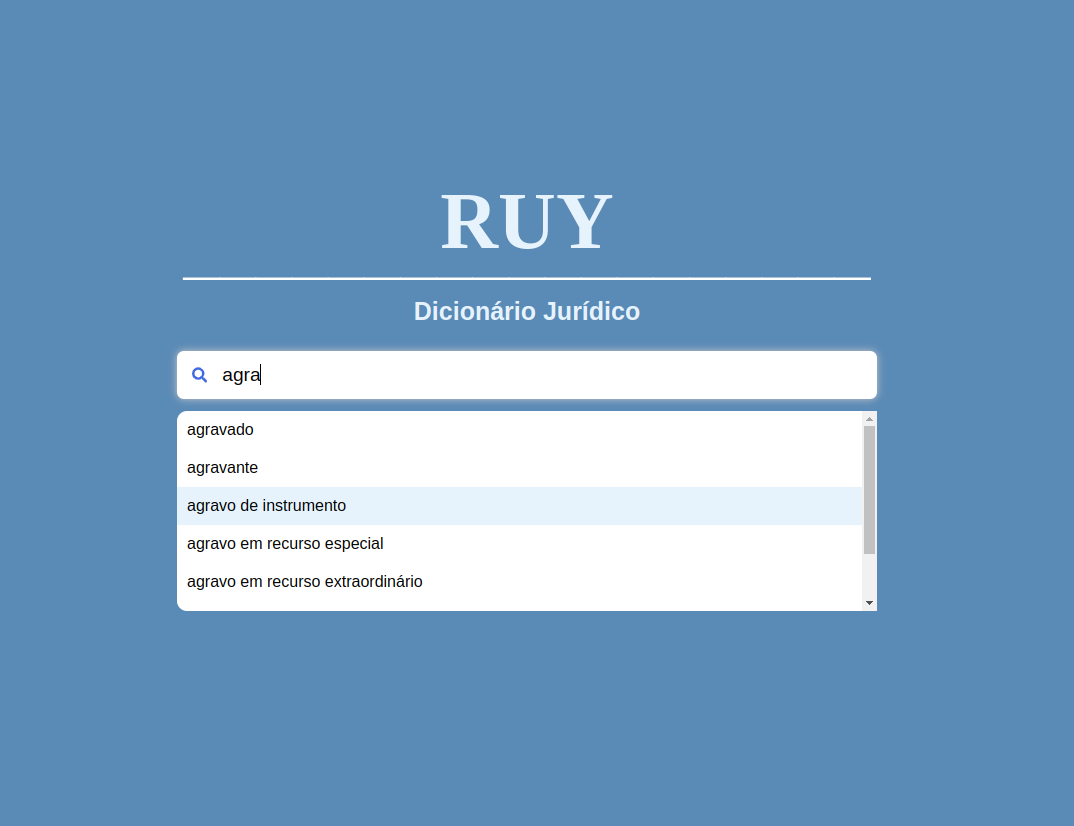 RUY
Dicionário Jurídico
agra
agravado
agravante
agravo de instrumento
agravo em recurso especial
agravo em recurso extraordinário